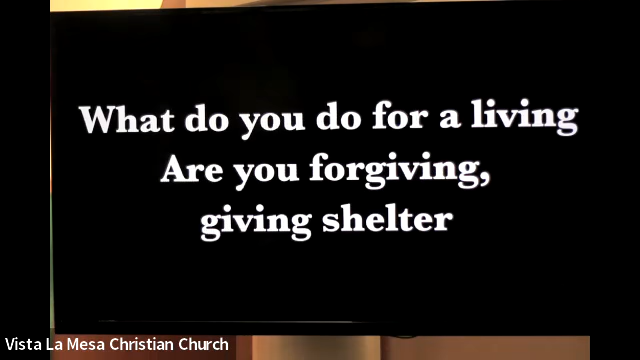 What do you do for a living
Are you forgiving,
giving shelter
Vista La Mesa Christian Church